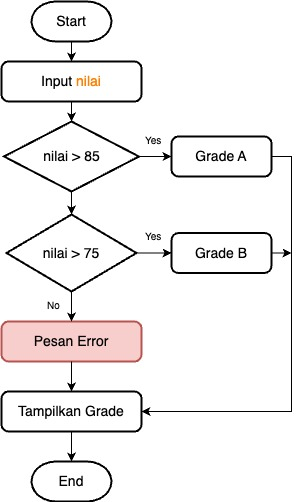 Start
Input nilai
nilai > 85
Yes
Grade A
nilai > 75
Yes
Grade B
No
Pesan Error
Tampilkan Grade
End